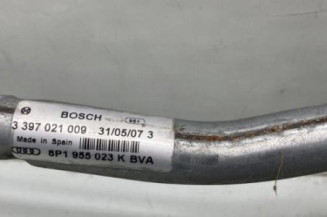 BOSCH
3 397 021 009 31/05/07 3
Made in Spain
8P1 955 023 K BVA